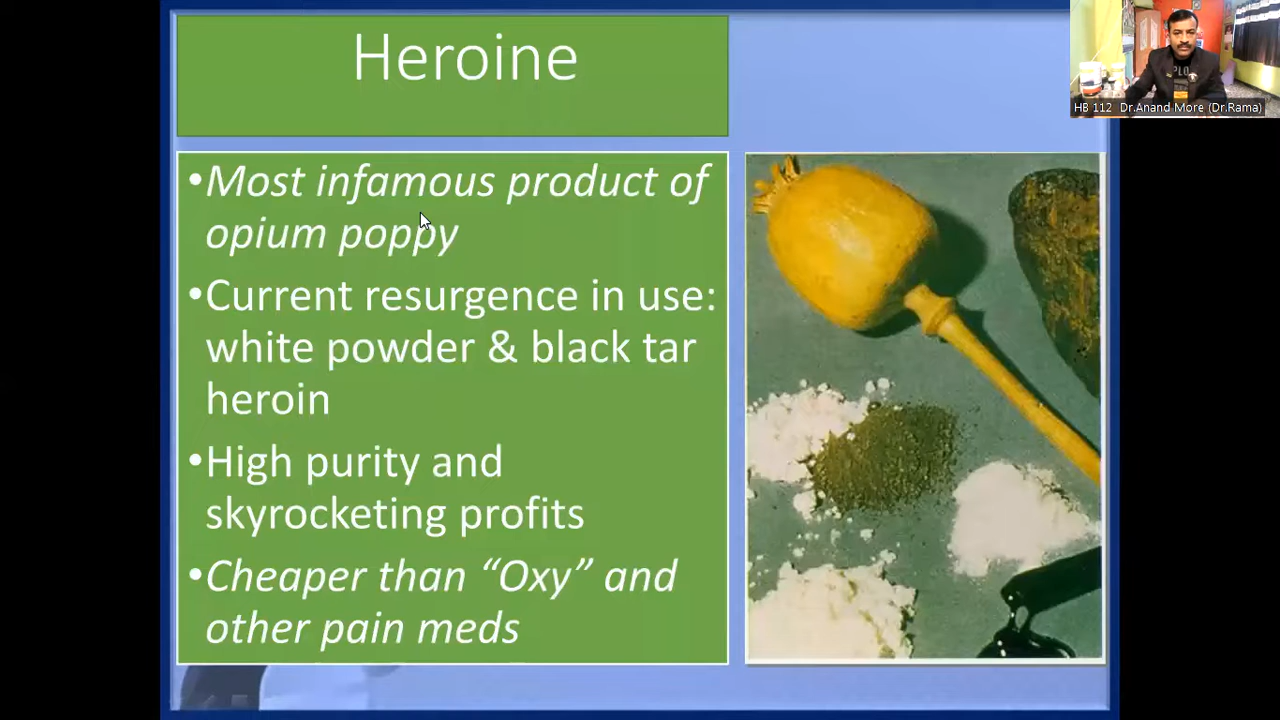 Heroine
HB 112 Dr.Anand More (Dr.Rama)
•Most infamous product of
opium poppy
•Current resurgence in use:
white powder & black tar
heroin
•High purity and
skyrocketing profits
•Cheaper than “Oxy” and
other pain meds